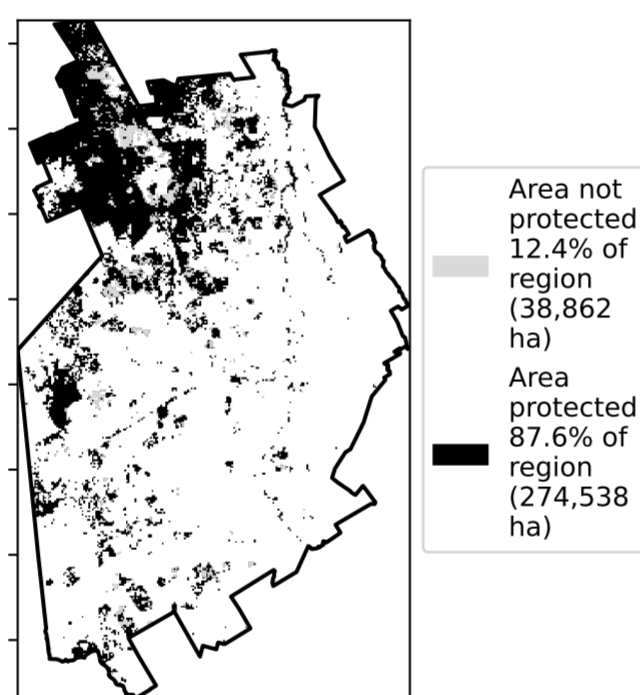 Area not
protected
12.4% of
region
(38,862
ha)
Area
protected
87.6% of
region
(274,538
ha)